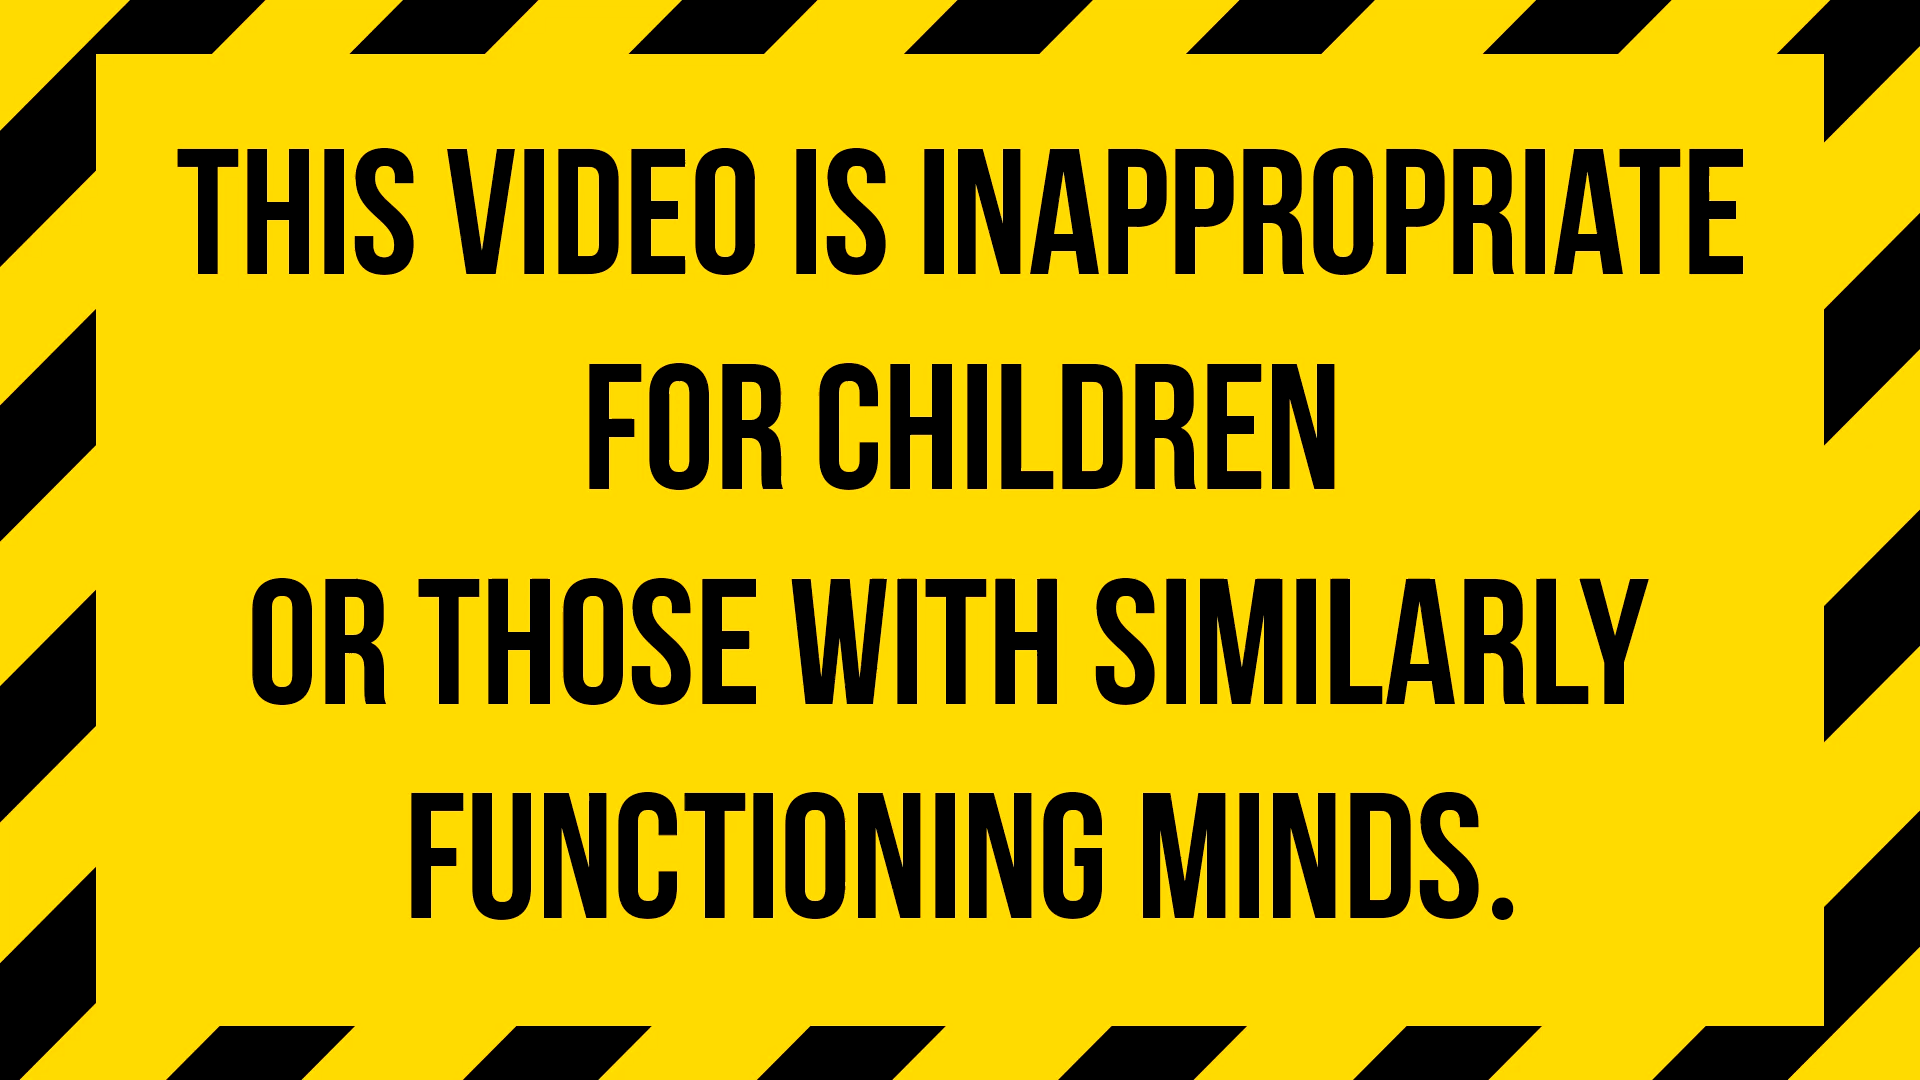 THIS VIDEO IS INAPPROPRIATE
FOR CHILDREN
OR THOSE WITH SIMILARLY
FUNCTIONING MINDS.